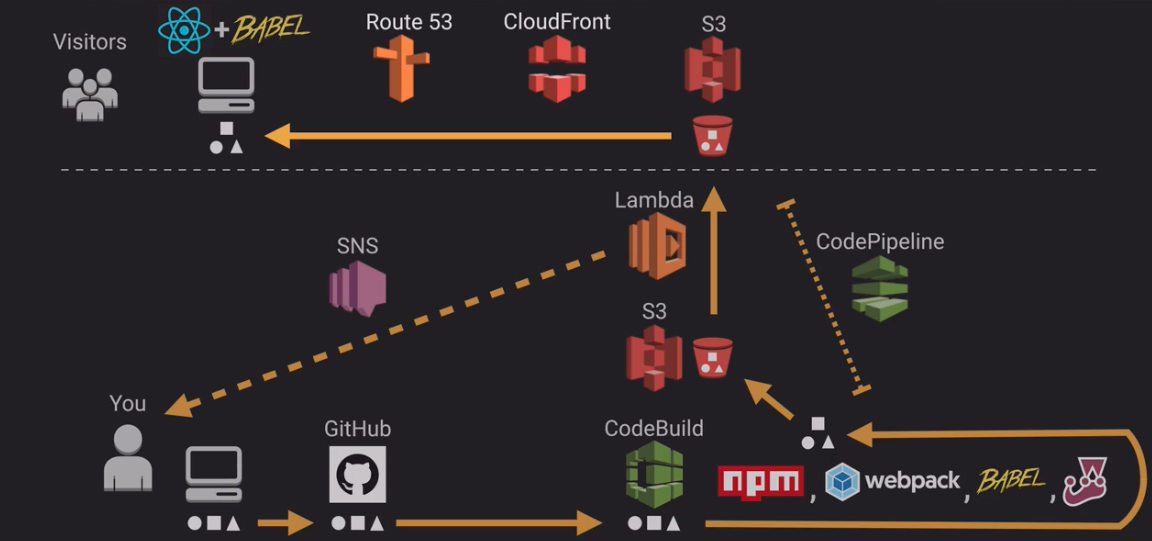 Visitors
+ BABEL
Route 53
CloudFront
S3
Lambda
SNS
CodePipeline
S3
You
GitHub
CodeBuild
npm, webpack, BABEL,